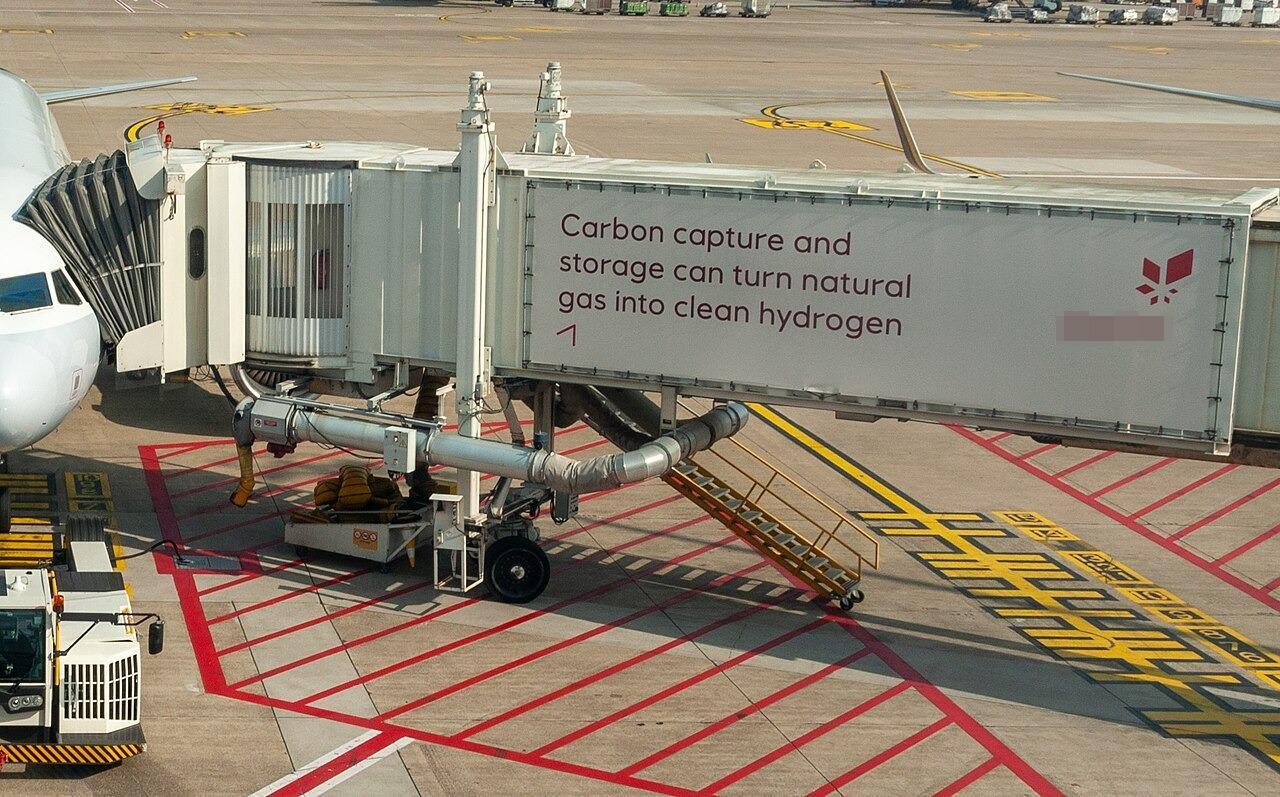 Carbon capture and
storage can turn natural
gas into clean hydrogen